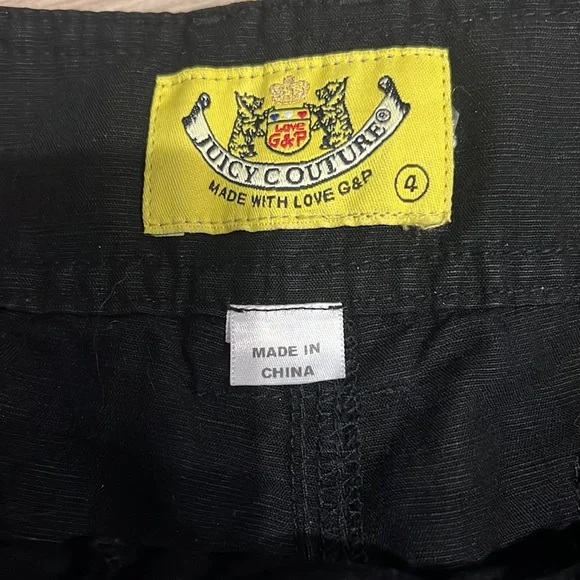 LOVE
G&P
JUICY COUTURE®
MADE WITH LOVE G&P
4
MADE IN
CHINA